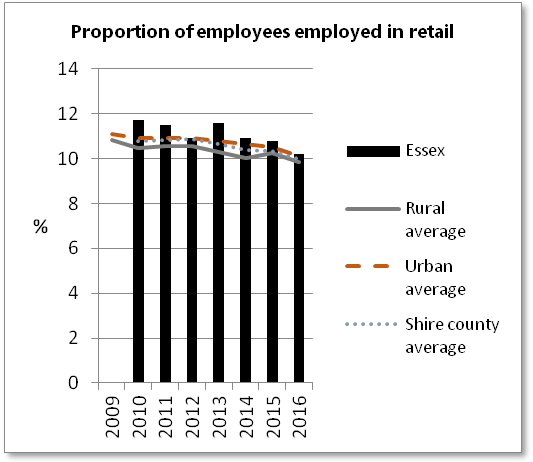 Proportion of employees employed in retail
14
12
10
8
6
4
2
0
%
2009
2010
2011
2012
2013
2014
2015
2016
Essex
Rural
average
Urban
average
Shire county
average